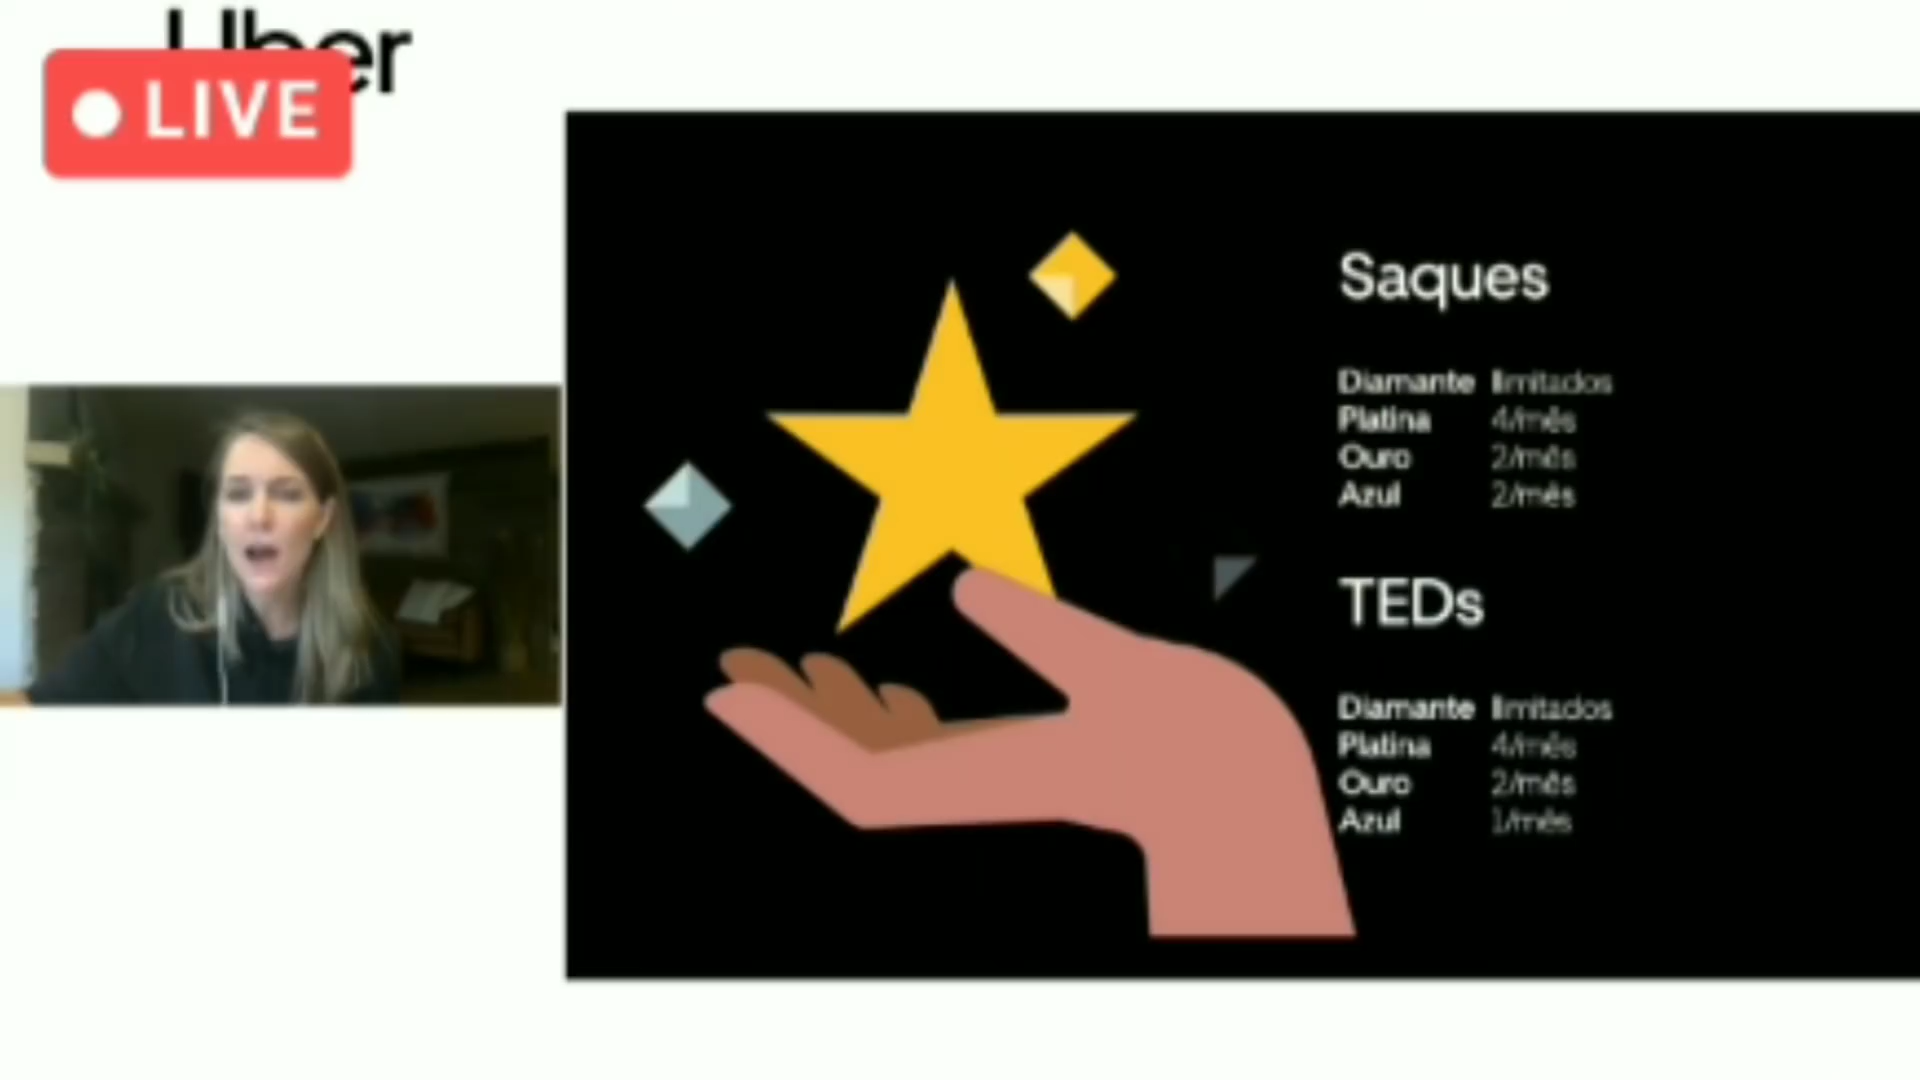 Uber
LIVE
Saques
Diamante Ilimitados
Platina 4/mês
Ouro 2/mês
Azul 2/mês
TEDs
Diamante Ilimitados
Platina 4/mês
Ouro 2/mês
Azul 1/mês